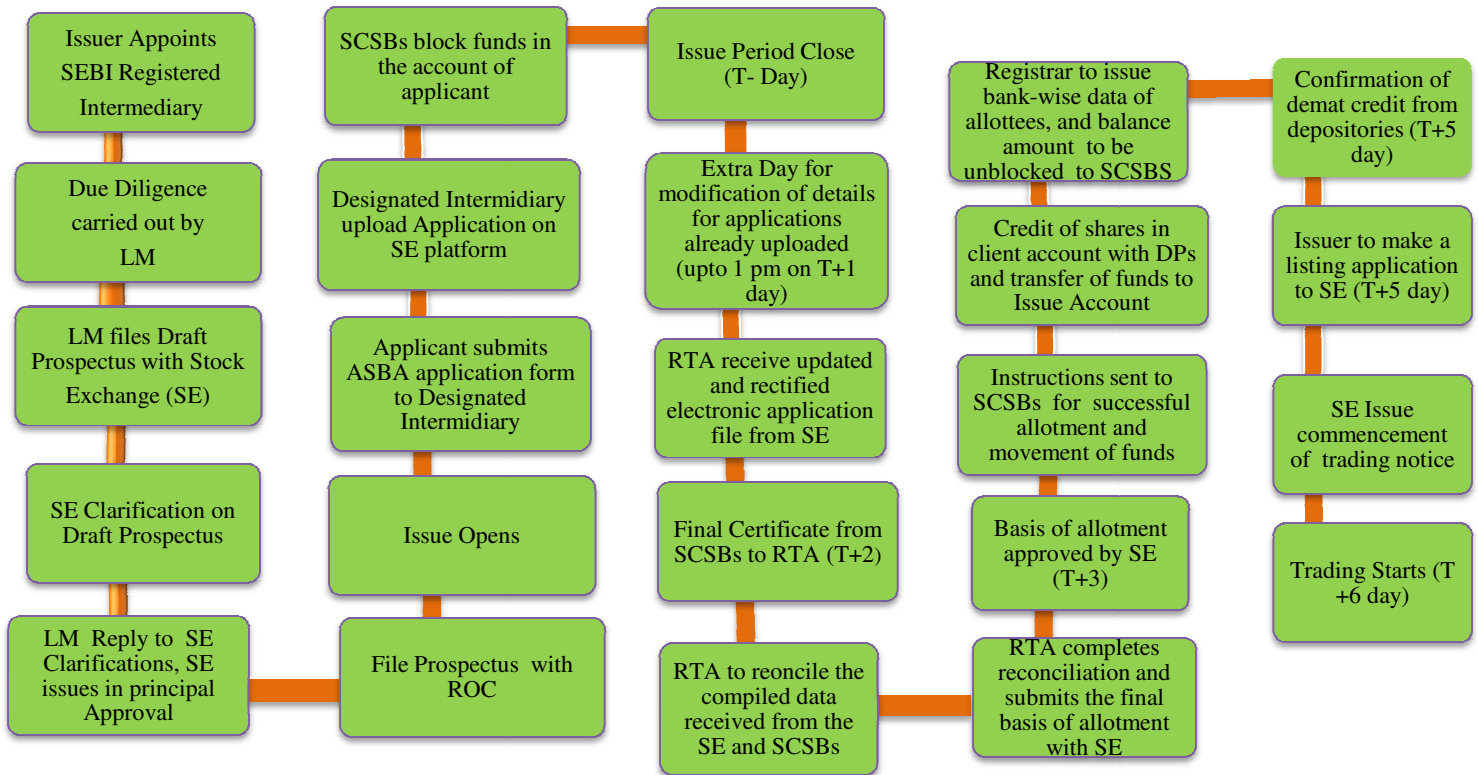 Issuer Appoints
SEBI Registered
Intermediary
Due Diligence
carried out by
LM
LM files Draft
Prospectus with Stock
Exchange (SE)
SE Clarification on
Draft Prospectus
LM Reply to SE
Clarifications, SE
issues in principal
Approval
File Prospectus with
ROC
Issue Opens
Applicant submits
ASBA application form
to Designated
Intermidiary
Designated Intermidiary
upload Application on
SE platform
SCSBs block funds in
the account of
applicant
Issue Period Close
(T- Day)
Extra Day for
modification of details
for applications
already uploaded
(upto 1 pm on T+1
day)
RTA receive updated
and rectified
electronic application
file from SE
Final Certificate from
SCSBs to RTA (T+2)
RTA to reconcile the
compiled data
received from the
SE and SCSBs
RTA completes
reconciliation and
submits the final
basis of allotment
with SE
Basis of allotment
approved by SE
(T+3)
Instructions sent to
SCSBs for successful
allotment and
movement of funds
Credit of shares in
client account with DPs
and transfer of funds to
Issue Account
Registrar to issue
bank-wise data of
allottees, and balance
amount to be
unblocked to SCSBS
Confirmation of
demat credit from
depositories (T+5
day)
Issuer to make a
listing application
to SE (T+5 day)
SE Issue
commencement
of trading notice
Trading Starts (T
+6 day)